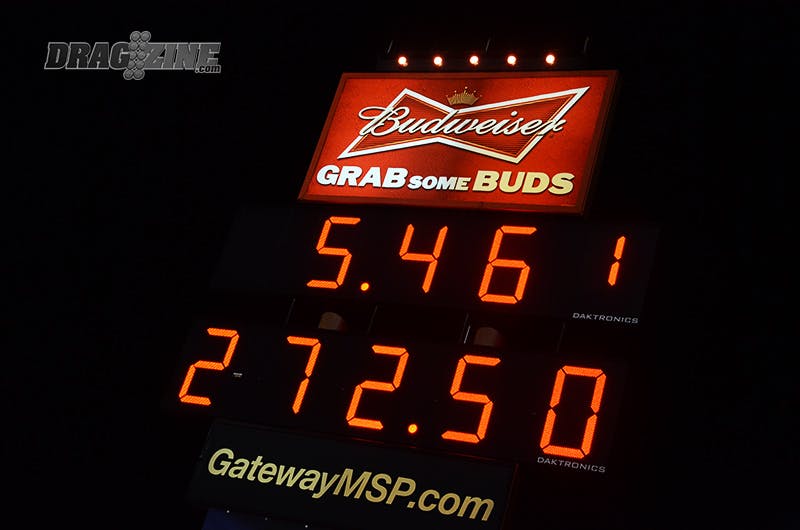 DRAGZINE.com
Budweiser
GRAB SOME BUDS
5.461
DAKTRONICS
272.50
DAKTRONICS
GatewayMSP.com